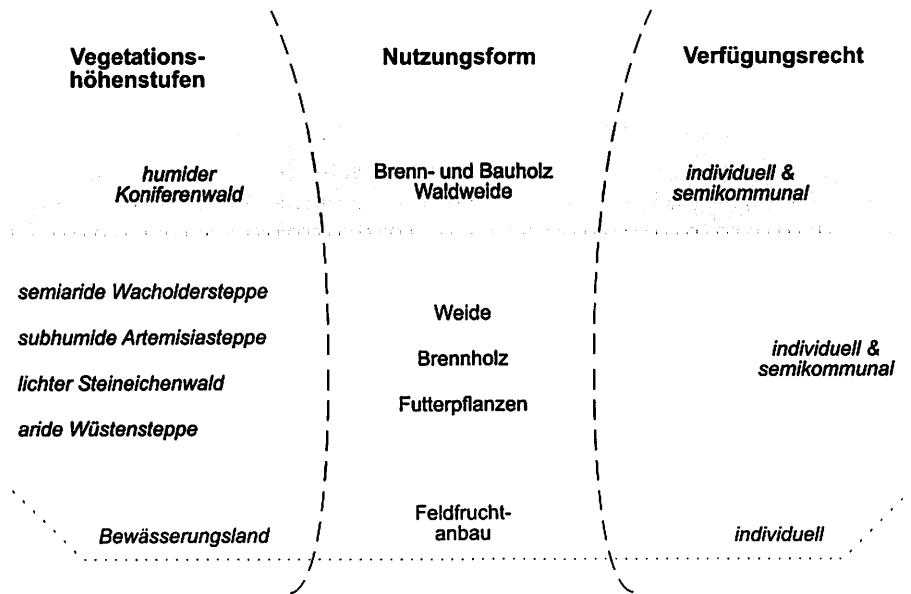 Vegetations-
höhenstufen
Nutzungsform
Verfügungsrecht
humider
Koniferenwald
Brenn- und Bauholz
Waldweide
individuell &
semikommunal
semiaride Wacholdersteppe
subhumide Artemisiasteppe
lichter Steineichenwald
aride Wüstensteppe
Weide
Brennholz
Futterpflanzen
individuell &
semikommunal
Bewässerungsland
Feldfrucht-
anbau
individuell